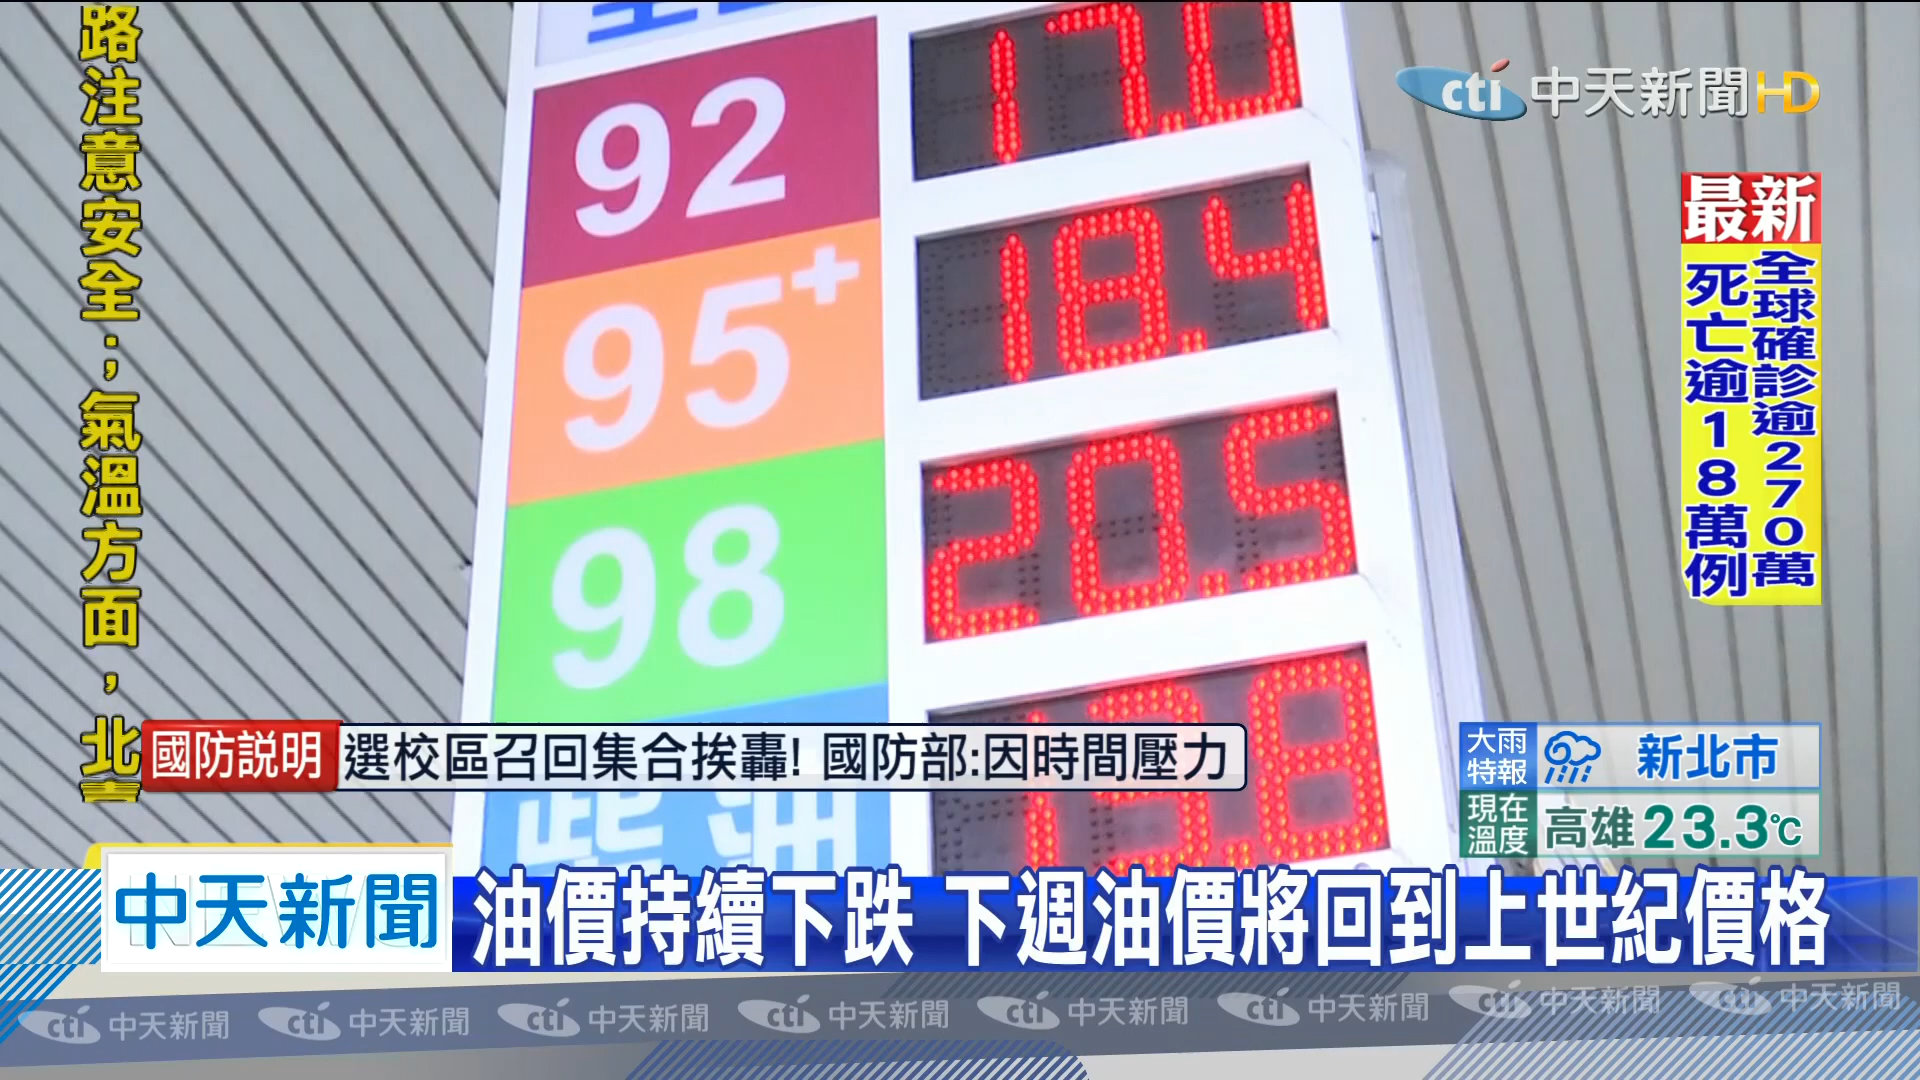 路注意安全；氣溫方面，北
92
17.0
95+
18.4
98
20.5
柴油
13.8
cti 中天新聞HD
最新
全球確診逾270萬
死亡逾18萬例
國防説明
選校區召回集合挨轟! 國防部:因時間壓力
大雨特報
新北市
現在溫度
高雄 23.3℃
中天新聞
油價持續下跌 下週油價將回到上世紀價格
cti 中天新聞 cti 中天新聞 cti 中天新聞 cti 中天新聞 cti 中天新聞 cti 中天新聞 cti 中天新聞 cti 中天新聞